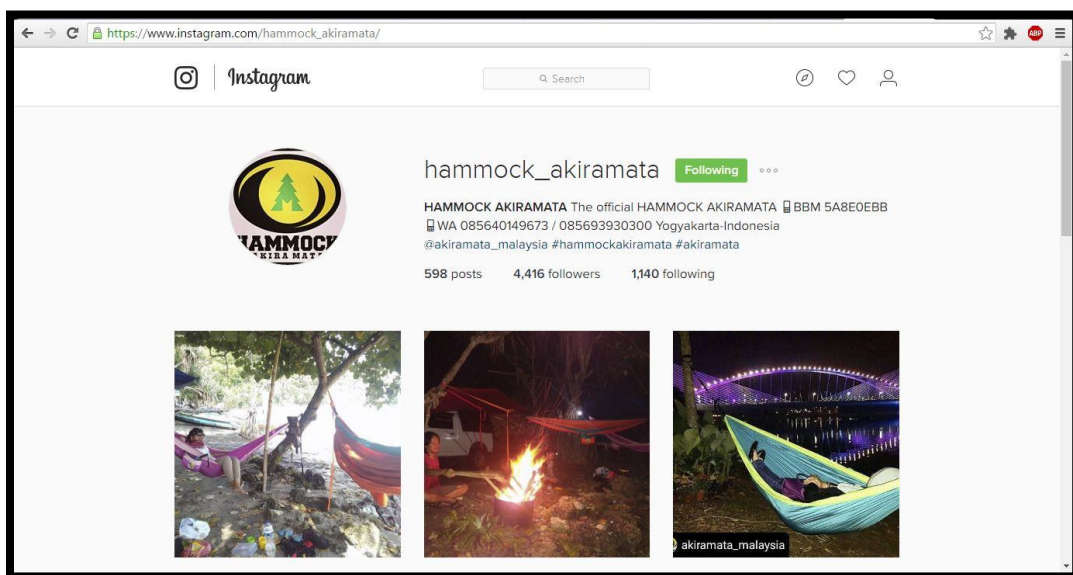 https://www.instagram.com/hammock_akiramata/
ABP
Instagram
Search
HAMMOCK
AKIRA MATA
hammock_akiramata Following
HAMMOCK AKIRAMATA The official HAMMOCK AKIRAMATA BBM 5A8E0EBB
WA 085640149673 / 085693930300 Yogyakarta-Indonesia
@akiramata_malaysia #hammockakiramata #akiramata
598 posts 4,416 followers 1,140 following
akiramata_malaysia